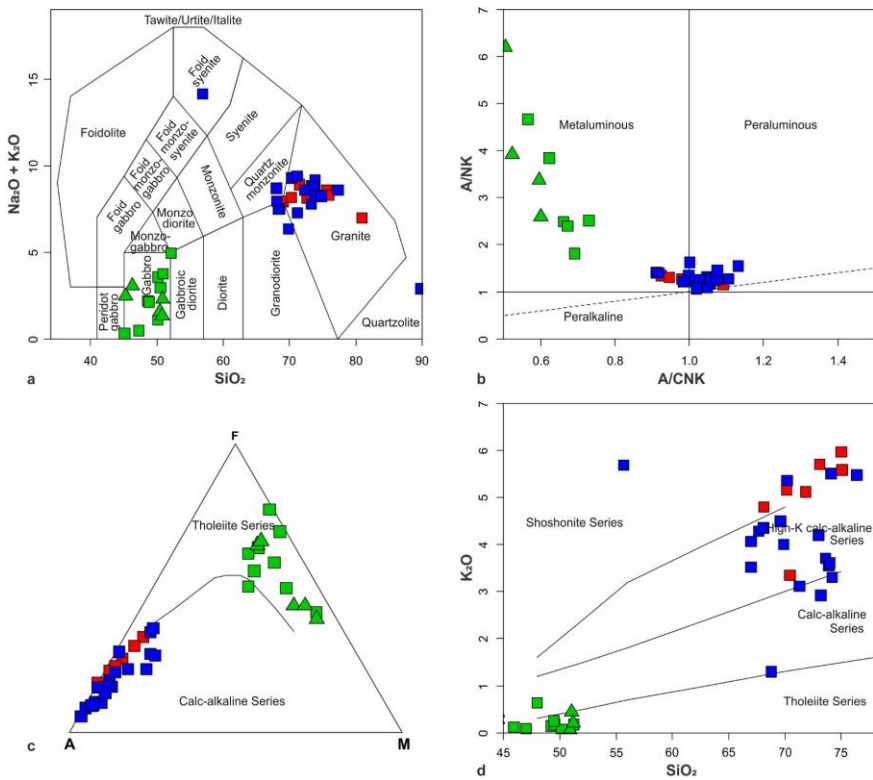 Tawite/Urtite/Italite
Foid
syenite
Foidolite
Foid
monzo-
syenite
Syenite
Foid
monzo-
gabbro
Quartz
monzonite
Monzonite
Foid
gabbro
Monzo
diorite
Monzo-
gabbro
Granite
Peridot
gabbro
Gabbro
Gabbroic
diorite
Diorite
Granodiorite
Quartzolite
Na₂O + K₂O
0
5
10
15
40 50 60 70 80 90
SiO₂
a
Metaluminous
Peraluminous
Peralkaline
A/NK
0
1
2
3
4
5
6
7
0.6 0.8 1.0 1.2 1.4
A/CNK
b
F
Tholeiite Series
Calc-alkaline Series
A
M
c
Shoshonite Series
High-K calc-alkaline
Series
Calc-alkaline
Series
Tholeiite Series
K₂O
0
1
2
3
4
5
6
7
45 50 55 60 65 70 75
SiO₂
d